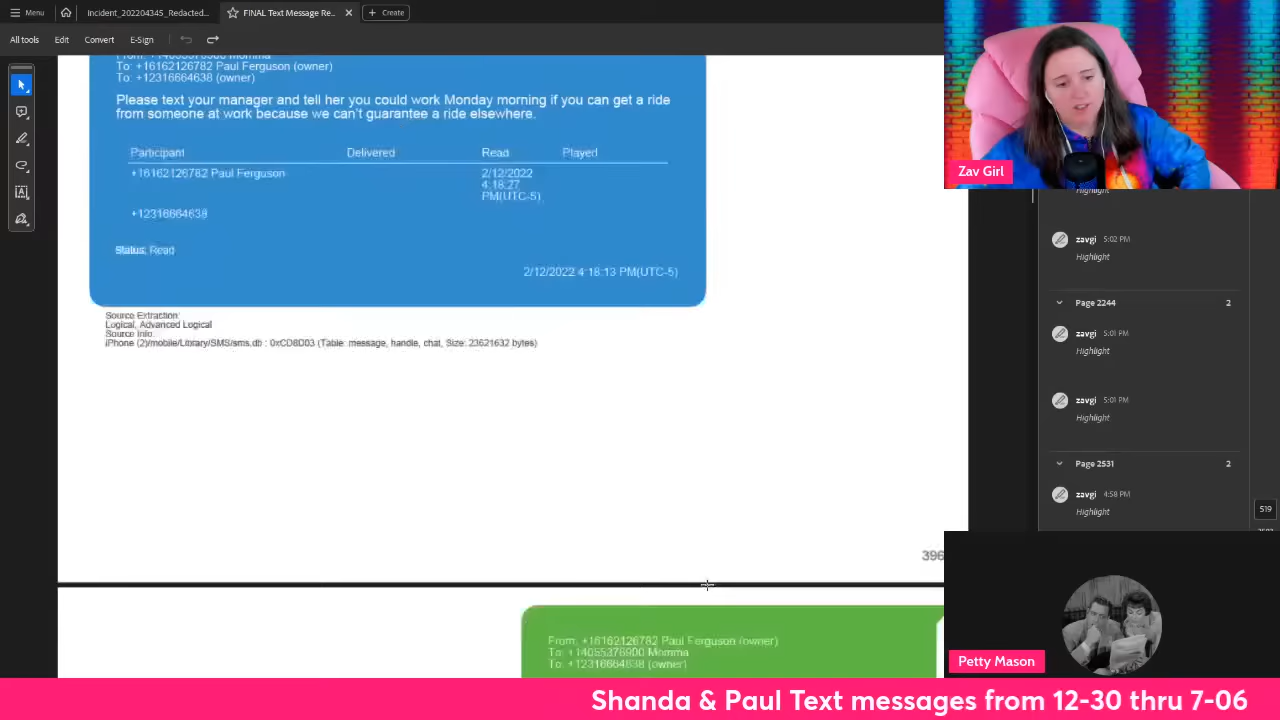 Menu
Incident_202204345_Redacted...
FINAL Text Message Re...
Create
All tools
Edit
Convert
E-Sign
To: +16162126782 Paul Ferguson (owner)
To: +12316664638 (owner)
Please text your manager and tell her you could work Monday morning if you can get a ride
from someone at work because we can't guarantee a ride elsewhere.
Participant Delivered Read Played
+16162126782 Paul Ferguson 2/12/2022
4:18:27
PM(UTC-5)
+12316664638
Status: Read
2/12/2022 4:18:13 PM(UTC-5)
Source Extraction:
Logical, Advanced Logical
Source Info:
iPhone (2)/mobile/Library/SMS/sms.db : 0xCD8D03 (Table: message, handle, chat, Size: 23621632 bytes)
396
From: +16162126782 Paul Ferguson (owner)
To: +14055376900 Momma
To: +12316664638 (owner)
Zav Girl
Highlight
zavgi 5:02 PM
Highlight
Page 2244 2
zavgi 5:01 PM
Highlight
zavgi 5:01 PM
Highlight
Page 2531 2
zavgi 4:58 PM
Highlight
519
Petty Mason
Shanda & Paul Text messages from 12-30 thru 7-06